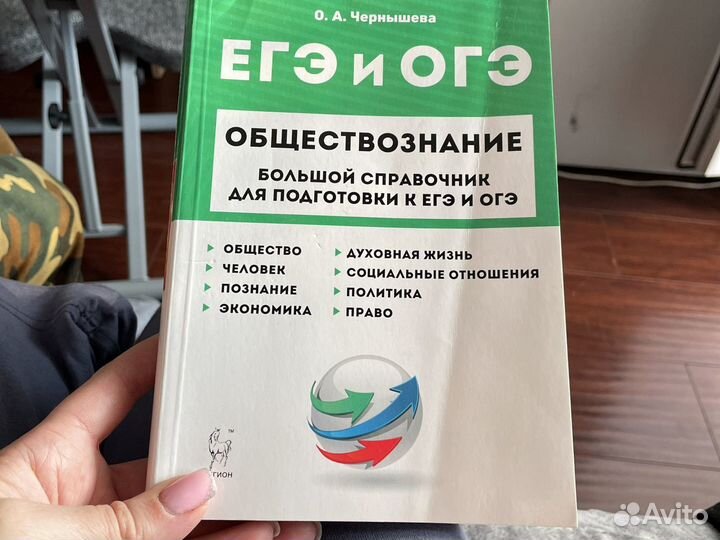 О. А. Чернышева
ЕГЭ и ОГЭ
ОБЩЕСТВОЗНАНИЕ
БОЛЬШОЙ СПРАВОЧНИК
ДЛЯ ПОДГОТОВКИ К ЕГЭ И ОГЭ
ОБЩЕСТВО
ЧЕЛОВЕК
ПОЗНАНИЕ
ЭКОНОМИКА
ДУХОВНАЯ ЖИЗНЬ
СОЦИАЛЬНЫЕ ОТНОШЕНИЯ
ПОЛИТИКА
ПРАВО
TM
Avito